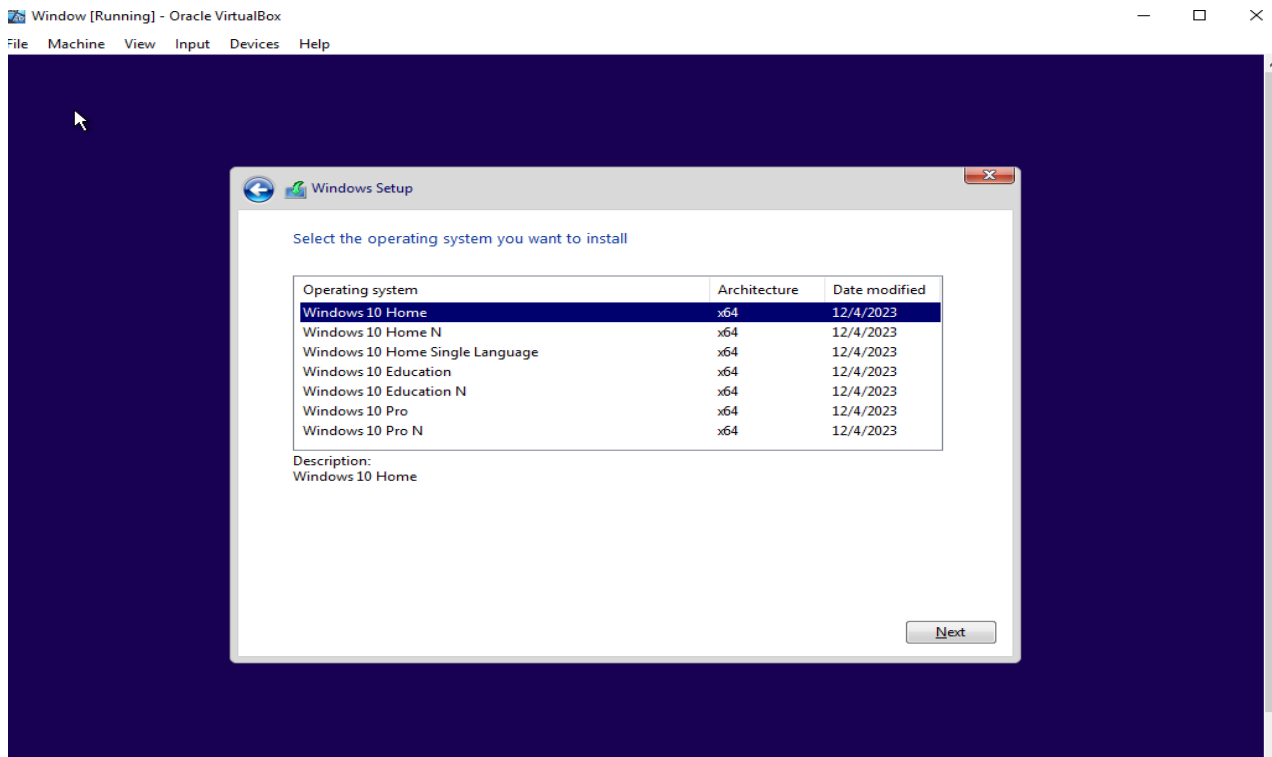 Window [Running] - Oracle VirtualBox
File Machine View Input Devices Help
Windows Setup
Select the operating system you want to install
Operating system Architecture Date modified
Windows 10 Home x64 12/4/2023
Windows 10 Home N x64 12/4/2023
Windows 10 Home Single Language x64 12/4/2023
Windows 10 Education x64 12/4/2023
Windows 10 Education N x64 12/4/2023
Windows 10 Pro x64 12/4/2023
Windows 10 Pro N x64 12/4/2023
Description:
Windows 10 Home
Next